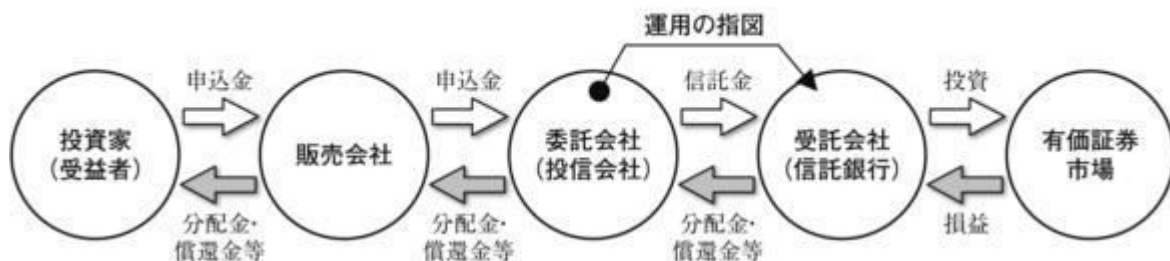 運用の指図
申込金
申込金
信託金
投資
投資家
(受益者)
販売会社
委託会社
(投信会社)
受託会社
(信託銀行)
有価証券
市場
分配金・
償還金等
分配金・
償還金等
分配金・
償還金等
損益